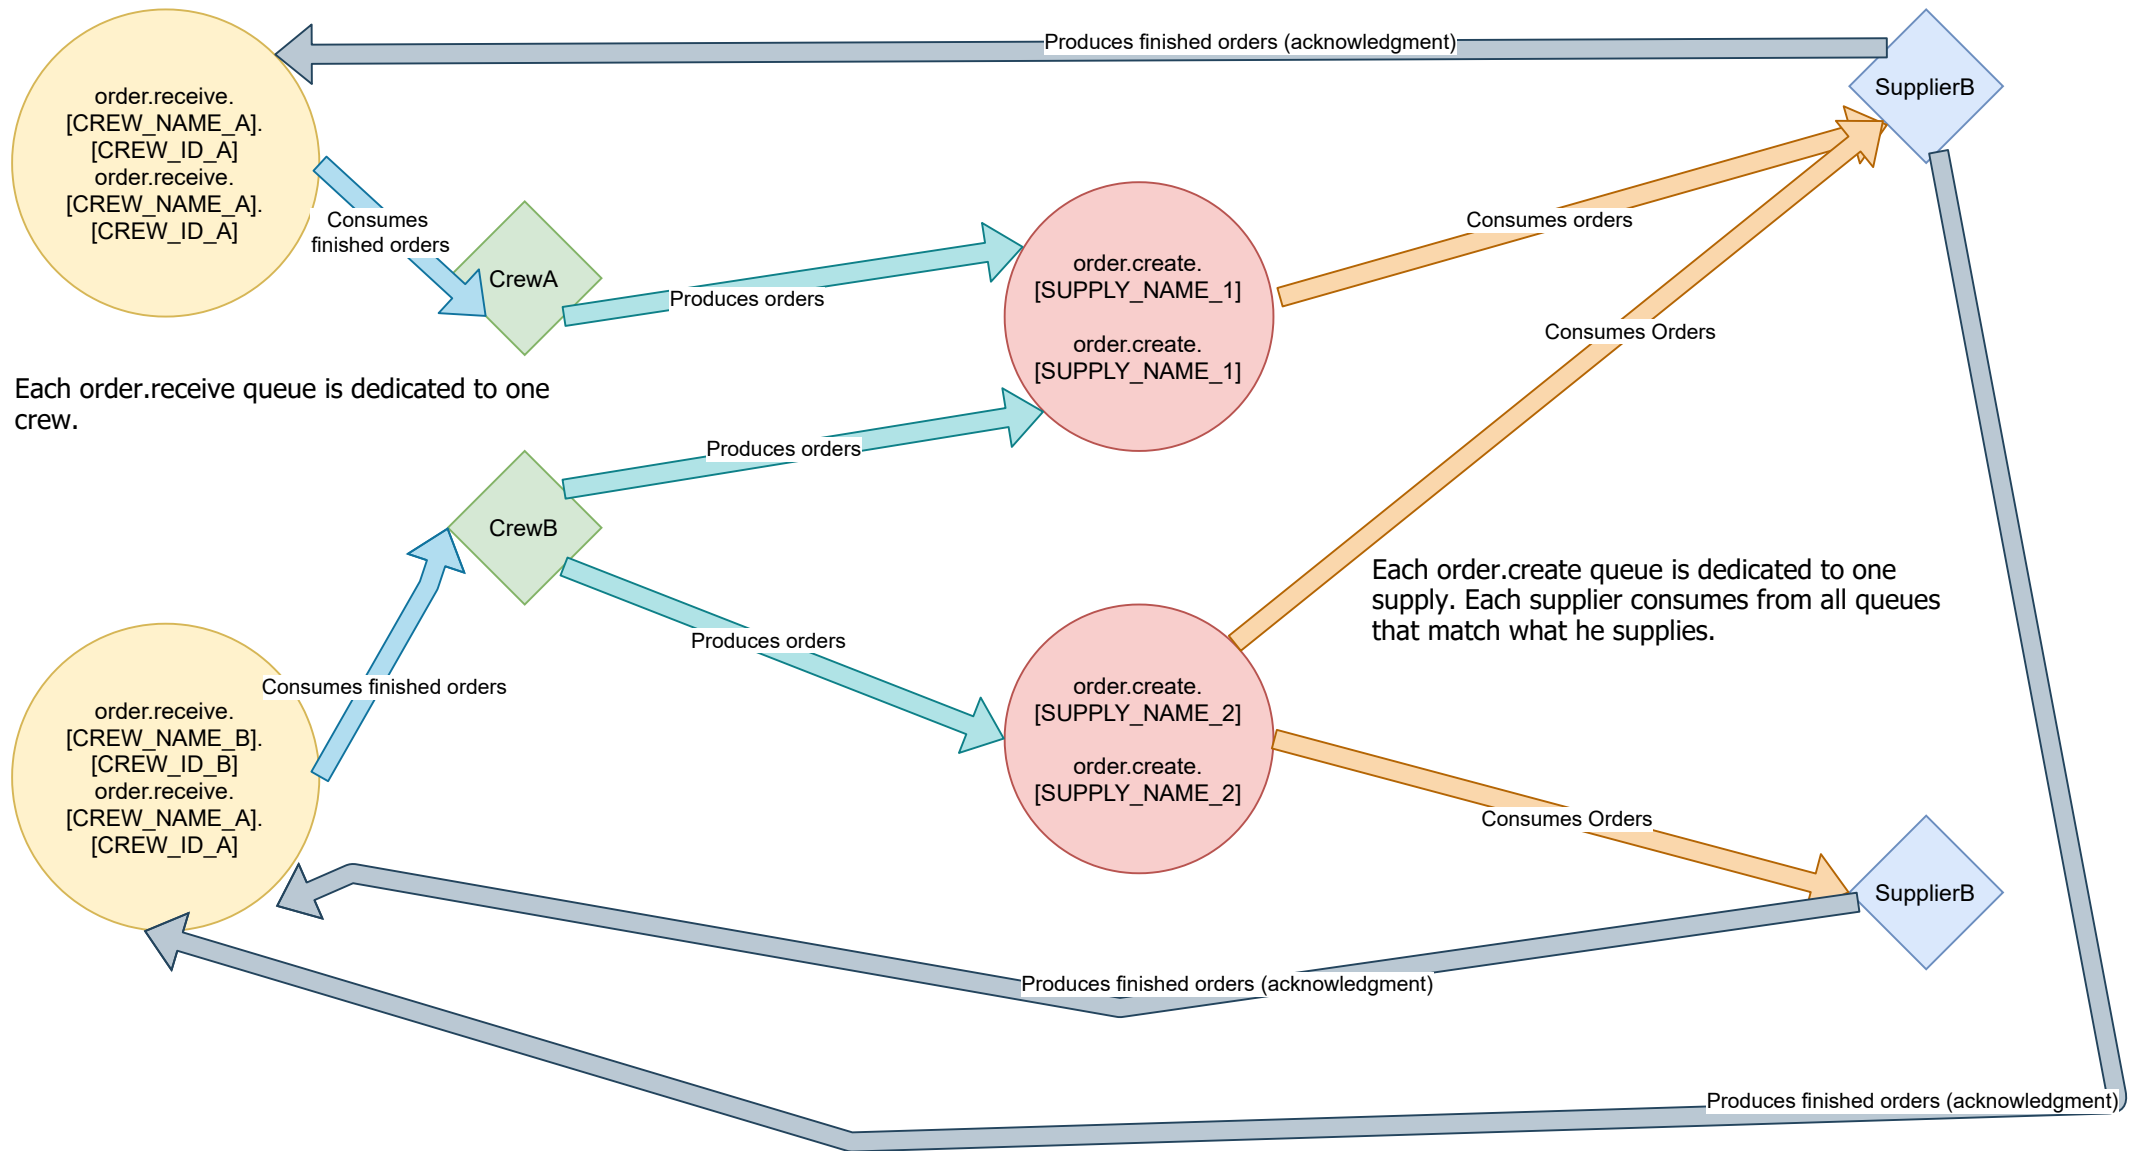 Produces finished orders (acknowledgment)
SupplierB
order.receive.
[CREW_NAME_A].
[CREW_ID_A]
order.receive.
[CREW_NAME_A].
[CREW_ID_A]
Consumes
finished orders
CrewA
Produces orders
order.create.
[SUPPLY_NAME_1]
order.create.
[SUPPLY_NAME_1]
Consumes orders
Consumes Orders
Each order.receive queue is dedicated to one
crew.
Produces orders
CrewB
Produces orders
Each order.create queue is dedicated to one
supply. Each supplier consumes from all queues
that match what he supplies.
Consumes finished orders
order.receive.
[CREW_NAME_B].
[CREW_ID_B]
order.receive.
[CREW_NAME_A].
[CREW_ID_A]
order.create.
[SUPPLY_NAME_2]
order.create.
[SUPPLY_NAME_2]
Consumes Orders
SupplierB
Produces finished orders (acknowledgment)
Produces finished orders (acknowledgment)